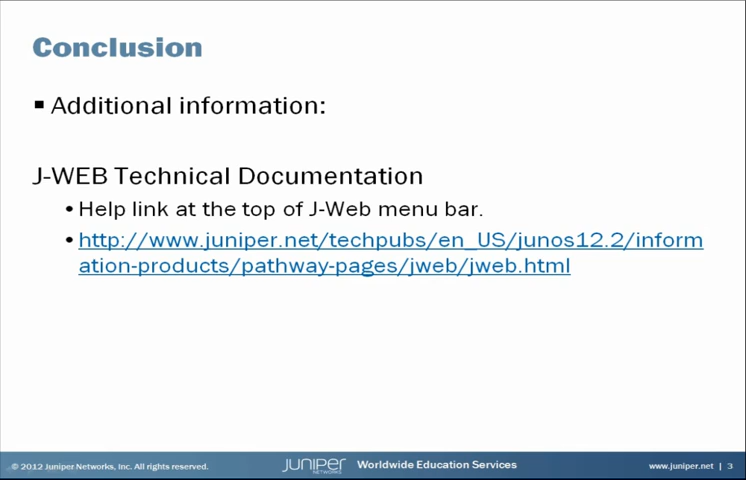 Conclusion
▪ Additional information:
J-WEB Technical Documentation
• Help link at the top of J-Web menu bar.
• http://www.juniper.net/techpubs/en_US/junos12.2/inform
ation-products/pathway-pages/jweb/jweb.html
© 2012 Juniper Networks, Inc. All rights reserved.
JUNIPER
NETWORKS
Worldwide Education Services
www.juniper.net | 3